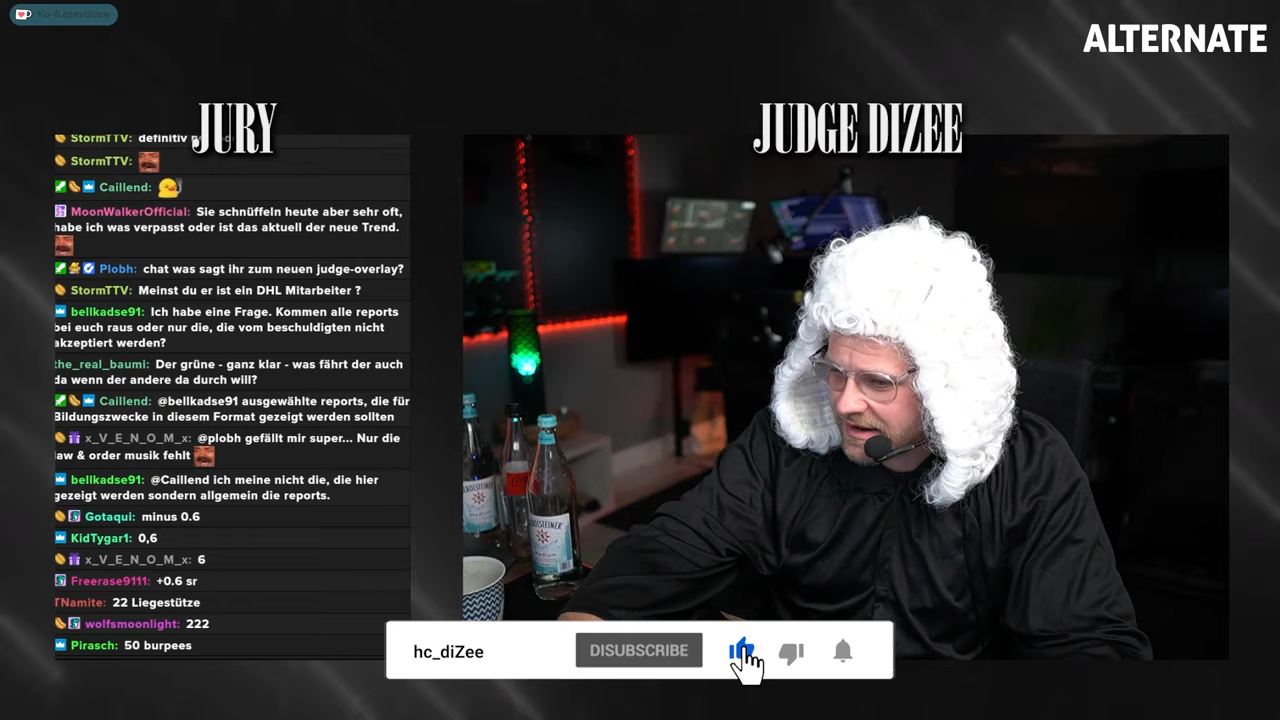 Ko-fi.com/dizee
ALTERNATE
JURY
JUDGE DIZEE
StormTTV: definitiv
StormTTV:
Caillend:
MoonWalkerOfficial: Sie schnüffeln heute aber sehr oft,
habe ich was verpasst oder ist das aktuell der neue Trend.
Plobh: chat was sagt ihr zum neuen judge-overlay?
StormTTV: Meinst du er ist ein DHL Mitarbeiter ?
bellkadse91: Ich habe eine Frage. Kommen alle reports
bei euch raus oder nur die, die vom beschuldigten nicht
akzeptiert werden?
the_real_baumi: Der grüne - ganz klar - was fährt der auch
da wenn der andere da durch will?
Caillend: @bellkadse91 ausgewählte reports, die für
Bildungszwecke in diesem Format gezeigt werden sollten
x_V_E_N_O_M_x: @plobh gefällt mir super... Nur die
law & order musik fehlt
bellkadse91: @Caillend ich meine nicht die, die hier
gezeigt werden sondern allgemein die reports.
Gotaqui: minus 0.6
KidTygar1: 0,6
x_V_E_N_O_M_x: 6
Freerase9111: +0.6 sr
TNamite: 22 Liegestütze
wolfsmoonlight: 222
Pirasch: 50 burpees
hc_diZee
DISUBSCRIBE